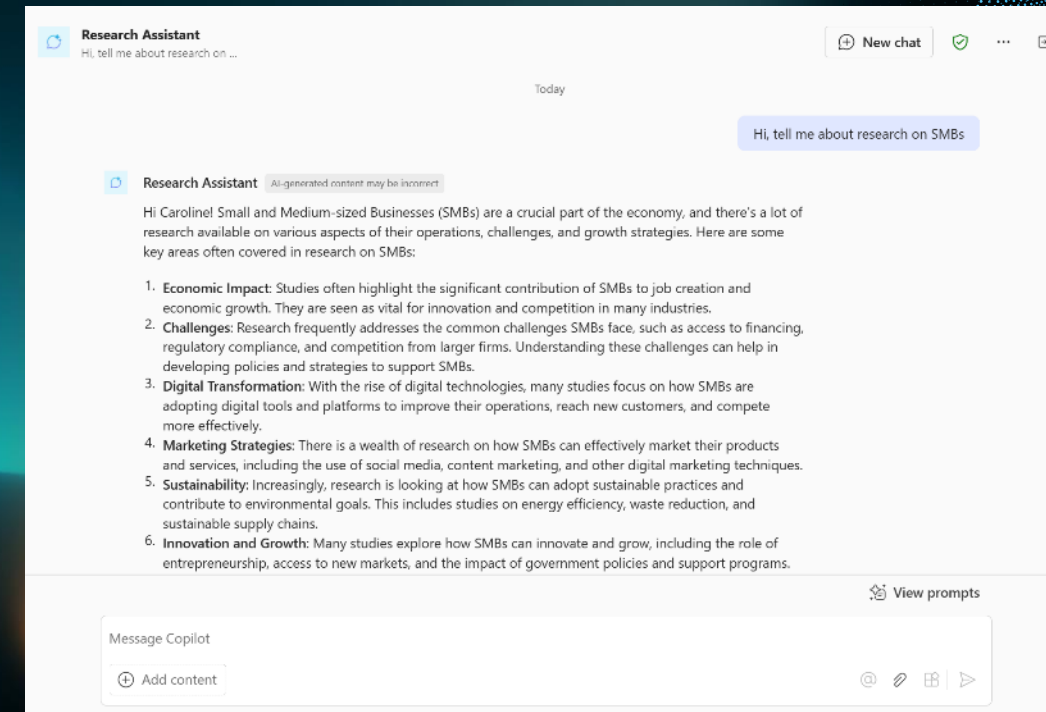 Research Assistant
Hi, tell me about research on ...
New chat
Today
Hi, tell me about research on SMBs
Research Assistant AI-generated content may be incorrect
Hi Caroline! Small and Medium-sized Businesses (SMBs) are a crucial part of the economy, and there's a lot of
research available on various aspects of their operations, challenges, and growth strategies. Here are some
key areas often covered in research on SMBs:
1. Economic Impact: Studies often highlight the significant contribution of SMBs to job creation and
economic growth. They are seen as vital for innovation and competition in many industries.
2. Challenges: Research frequently addresses the common challenges SMBs face, such as access to financing,
regulatory compliance, and competition from larger firms. Understanding these challenges can help in
developing policies and strategies to support SMBs.
3. Digital Transformation: With the rise of digital technologies, many studies focus on how SMBs are
adopting digital tools and platforms to improve their operations, reach new customers, and compete
more effectively.
4. Marketing Strategies: There is a wealth of research on how SMBs can effectively market their products
and services, including the use of social media, content marketing, and other digital marketing techniques.
5. Sustainability: Increasingly, research is looking at how SMBs can adopt sustainable practices and
contribute to environmental goals. This includes studies on energy efficiency, waste reduction, and
sustainable supply chains.
6. Innovation and Growth: Many studies explore how SMBs can innovate and grow, including the role of
entrepreneurship, access to new markets, and the impact of government policies and support programs.
View prompts
Message Copilot
Add content